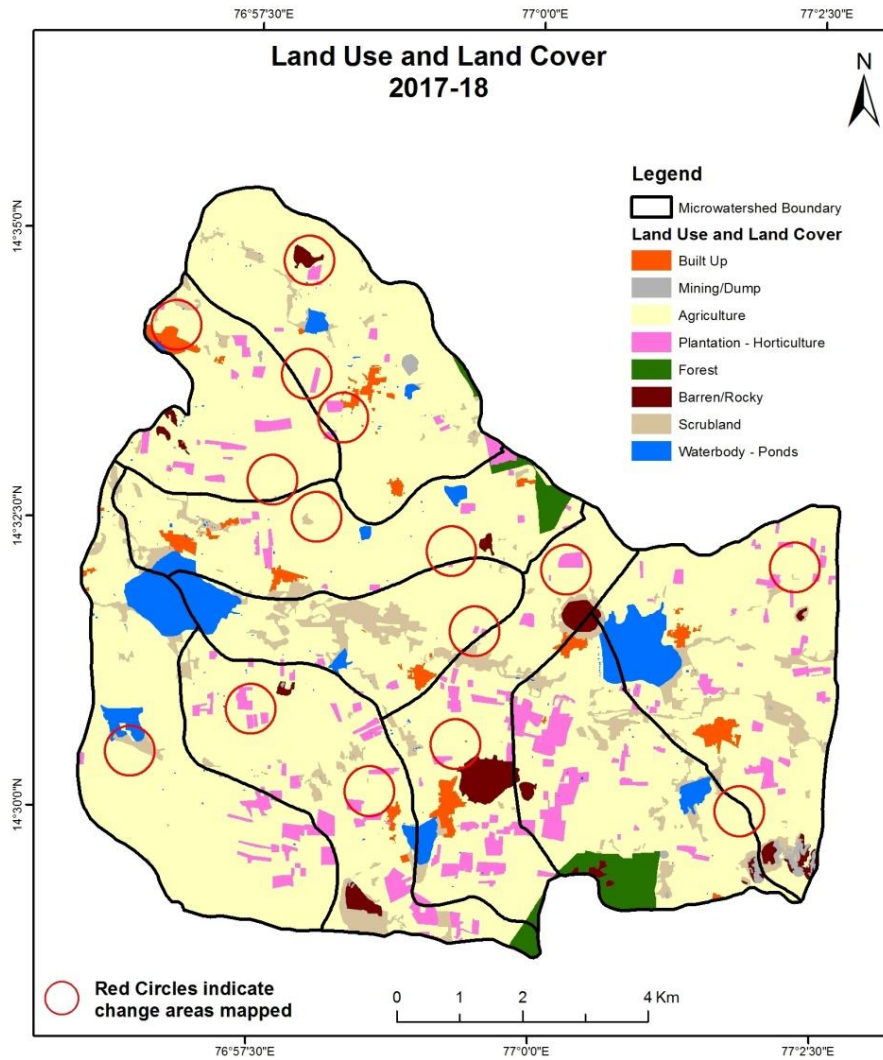 76°57'30"E
77°0'0"E
77°2'30"E
Land Use and Land Cover
2017-18
N
14°35'0"N
14°32'30"N
14°30'0"N
Legend
Microwatershed Boundary
Land Use and Land Cover
Built Up
Mining/Dump
Agriculture
Plantation - Horticulture
Forest
Barren/Rocky
Scrubland
Waterbody - Ponds
Red Circles indicate
change areas mapped
0 1 2 4 Km
76°57'30"E
77°0'0"E
77°2'30"E